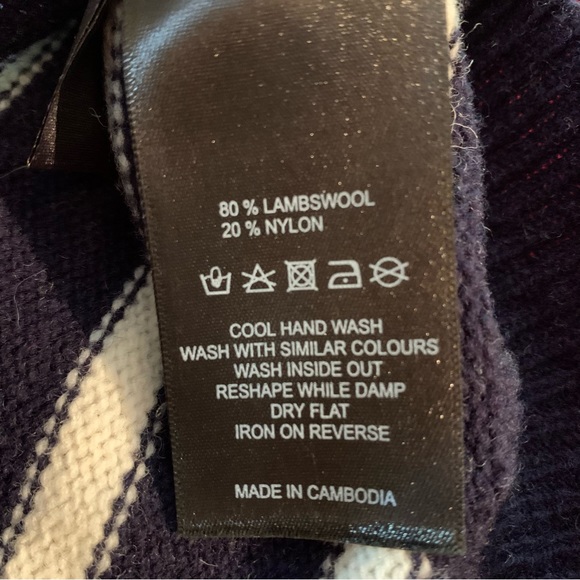 80 % LAMBSWOOL
20 % NYLON
COOL HAND WASH
WASH WITH SIMILAR COLOURS
WASH INSIDE OUT
RESHAPE WHILE DAMP
DRY FLAT
IRON ON REVERSE
MADE IN CAMBODIA